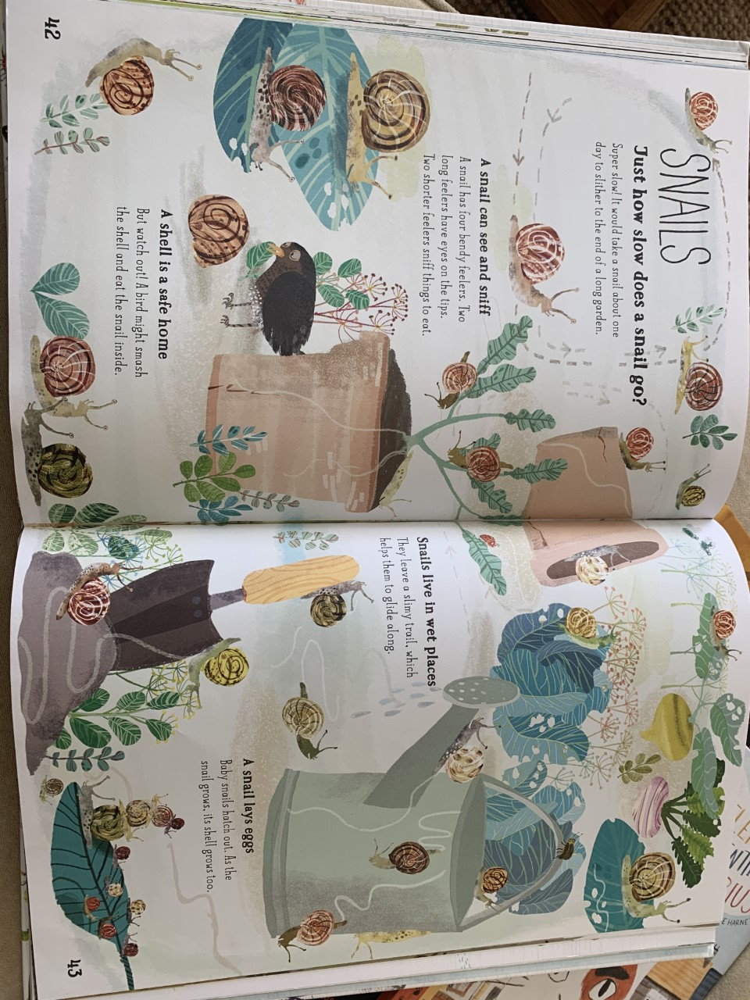 SNAILS
Just how slow does a snail go?
Super slow! It would take a snail about one
day to slither to the end of a long garden.
A snail can see and sniff
A snail has four bendy feelers. Two
long feelers have eyes on the tips.
Two shorter feelers sniff things to eat.
A shell is a safe home
But watch out! A bird might smash
the shell and eat the snail inside.
42
Snails live in wet places
They leave a slimy trail, which
helps them to glide along.
A snail lays eggs
Baby snails hatch out. As the
snail grows, its shell grows too.
43